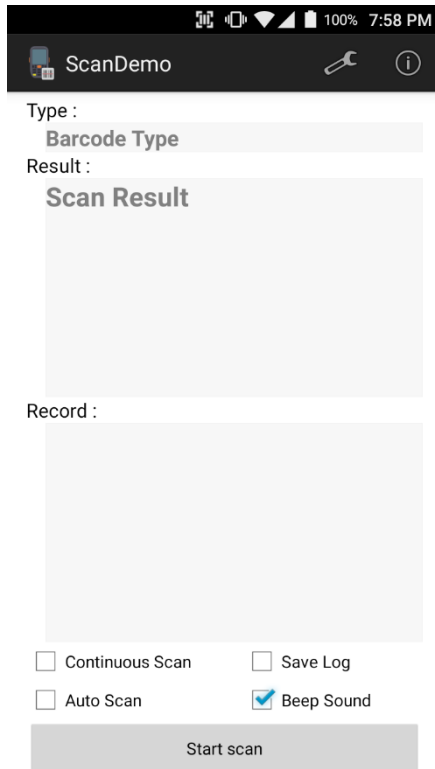 100% 7:58 PM
ScanDemo
Type :
Barcode Type
Result :
Scan Result
Record :
Continuous Scan
Save Log
Auto Scan
Beep Sound
Start scan